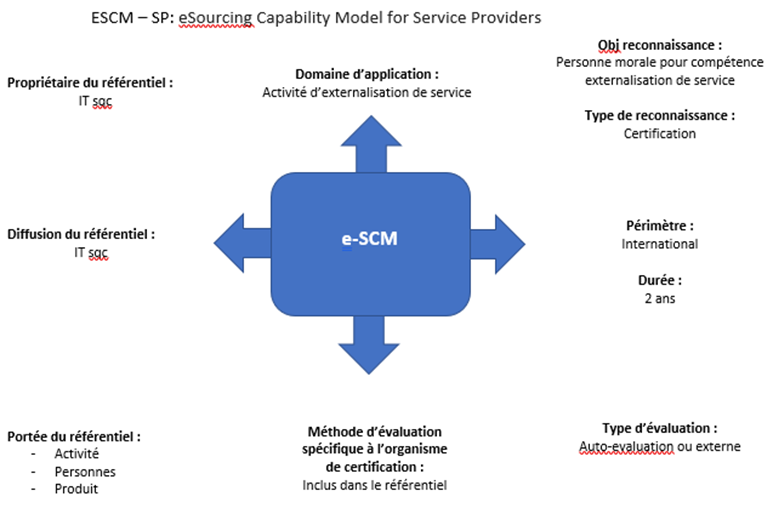 ESCM – SP: eSourcing Capability Model for Service Providers
Propriétaire du référentiel :
IT sqc
Domaine d'application :
Activité d'externalisation de service
Obj reconnaissance :
Personne morale pour compétence
externalisation de service
Type de reconnaissance :
Certification
Diffusion du référentiel :
IT sqc
e-SCM
Périmètre :
International
Durée :
2 ans
Portée du référentiel :
- Activité
- Personnes
- Produit
Méthode d'évaluation
spécifique à l'organisme
de certification :
Inclus dans le référentiel
Type d'évaluation :
Auto-evaluation ou externe